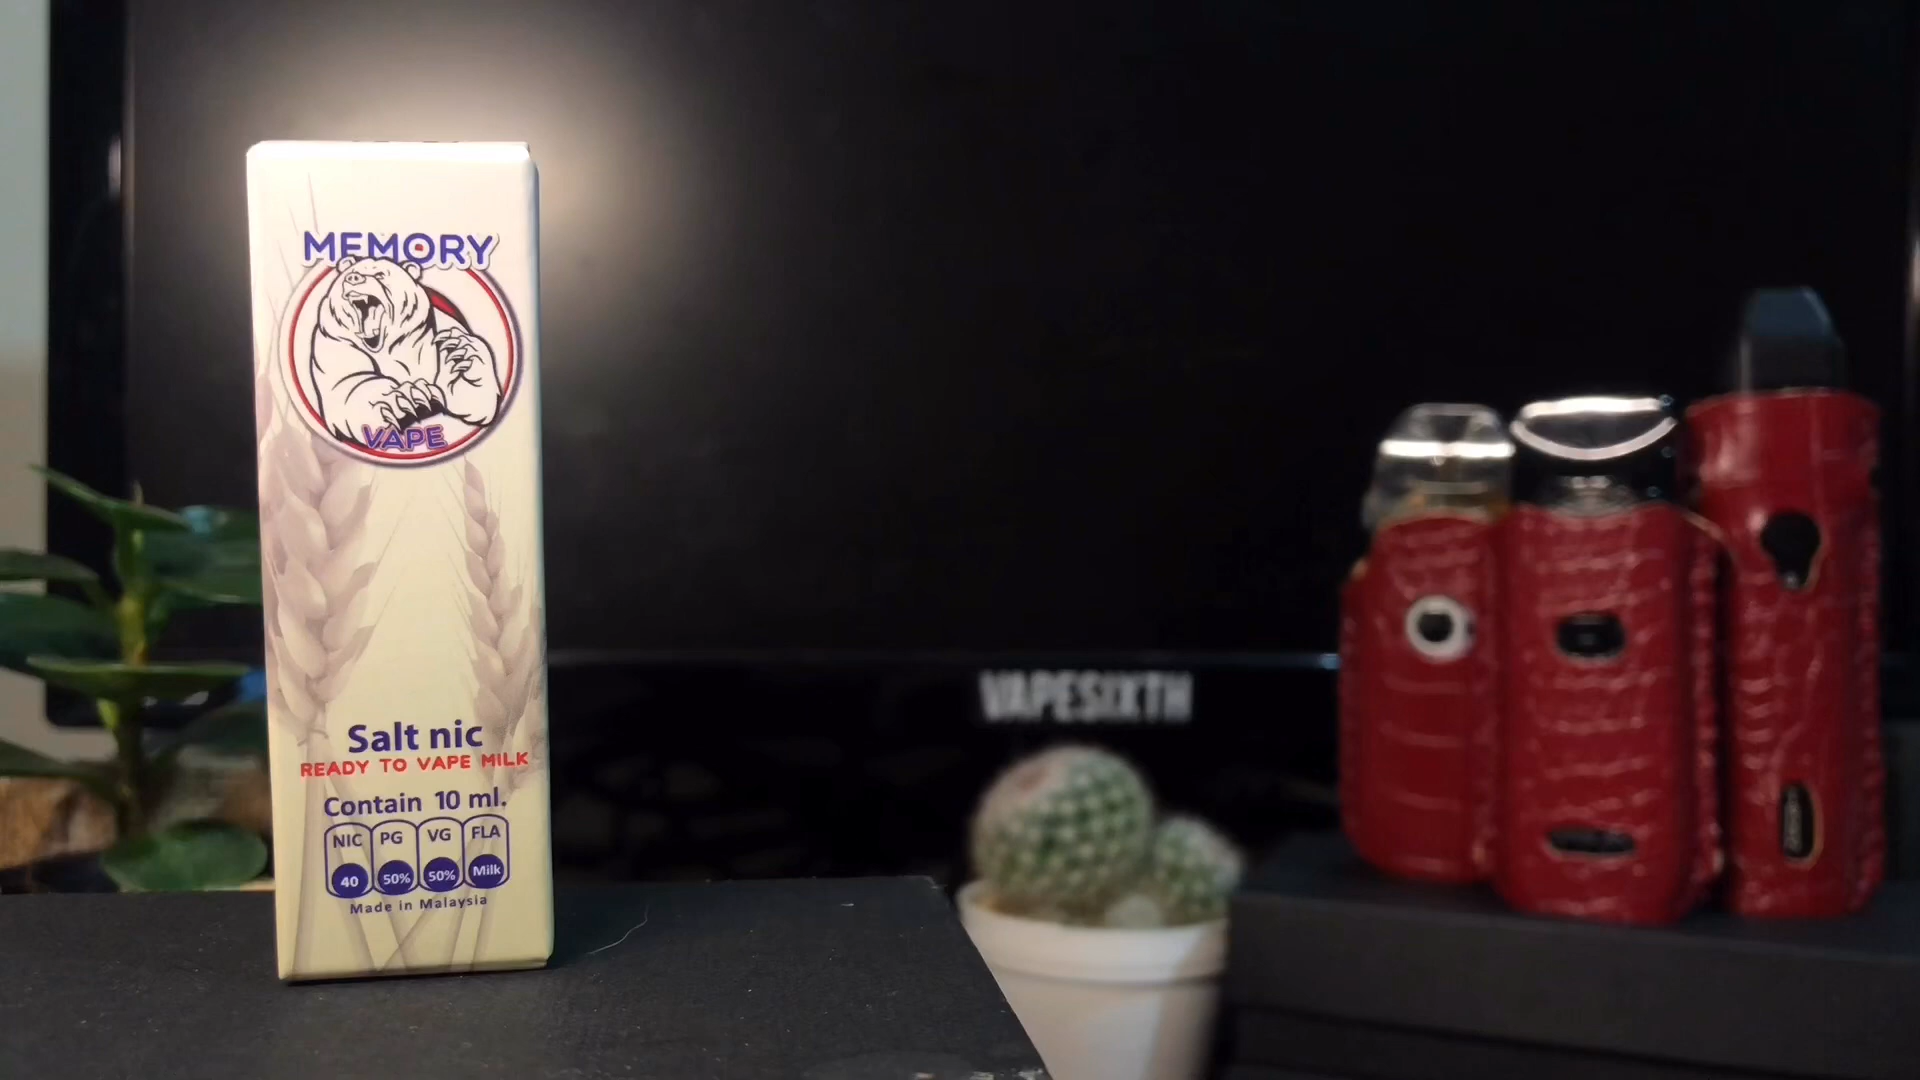 MEMORY
VAPE
Salt nic
READY TO VAPE MILK
Contain 10 ml.
NIC PG VG FLA
40 50% 50% Milk
Made in Malaysia
VAPESIXTH